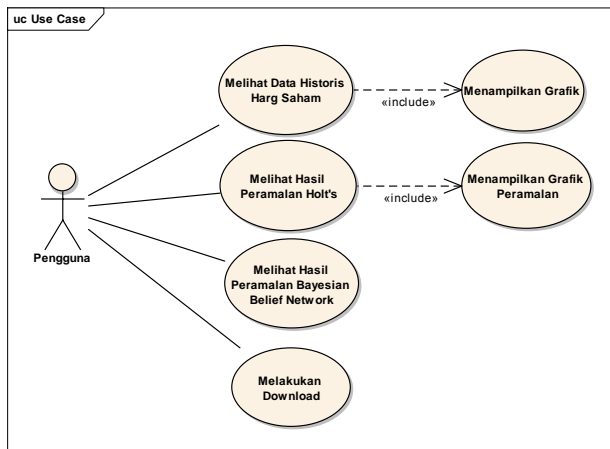 uc Use Case
Melihat Data Historis
Harg Saham
«include»
Menampilkan Grafik
Melihat Hasil
Peramalan Holt's
«include»
Menampilkan Grafik
Peramalan
Pengguna
Melihat Hasil
Peramalan Bayesian
Belief Network
Melakukan
Download